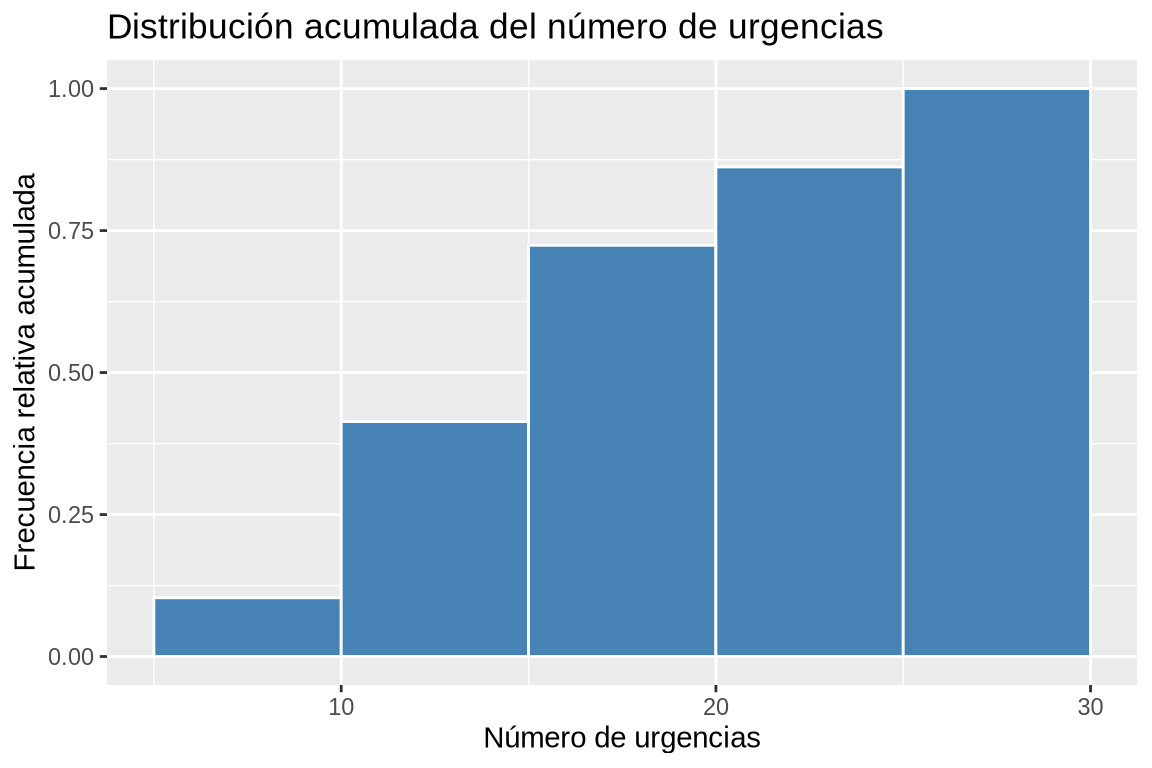 Distribución acumulada del número de urgencias
Frecuencia relativa acumulada
1.00
0.75
0.50
0.25
0.00
10 20 30
Número de urgencias